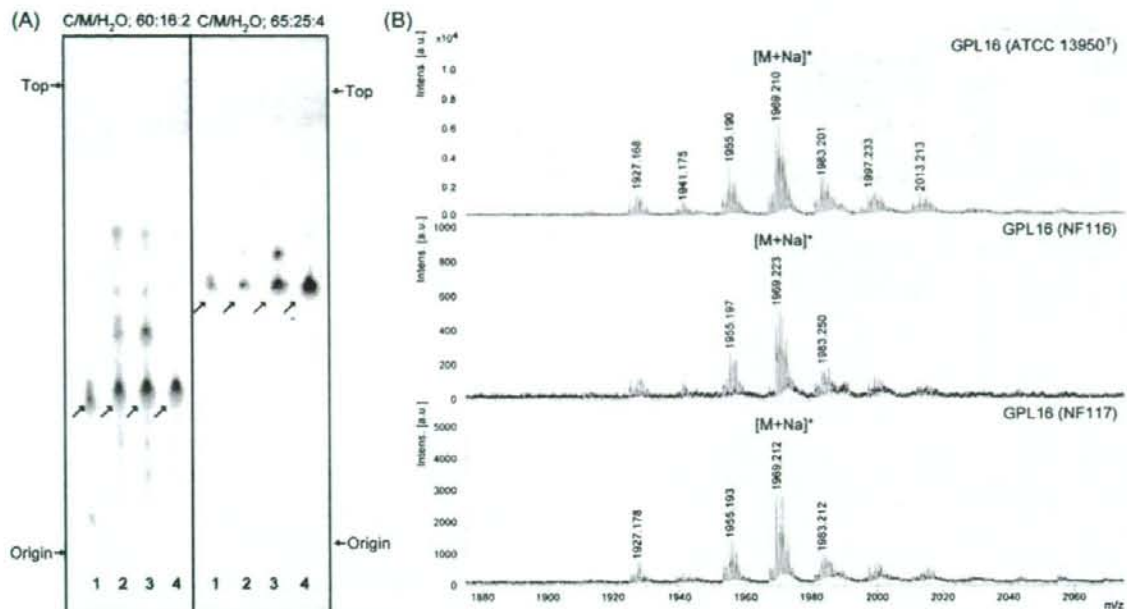 (A)
C/M/H₂O; 60:16:2 C/M/H₂O; 65:25:4
Top
Top
Origin
Origin
1 2 3 4 1 2 3 4
(B)
GPL16 (ATCC 13950ᵀ)
Intens. [a.u.]
x10⁴
1.0
0.8
0.6
0.4
0.2
0.0
[M+Na]⁺
1927.168
1941.175
1955.190
1969.210
1983.201
1997.233
2013.213
GPL16 (NF116)
Intens. [a.u.]
1000
800
600
400
200
0
[M+Na]⁺
1955.197
1969.223
1983.250
GPL16 (NF117)
Intens. [a.u.]
5000
4000
3000
2000
1000
0
[M+Na]⁺
1927.178
1955.193
1969.212
1983.212
1880 1900 1920 1940 1960 1980 2000 2020 2040 2060
m/z